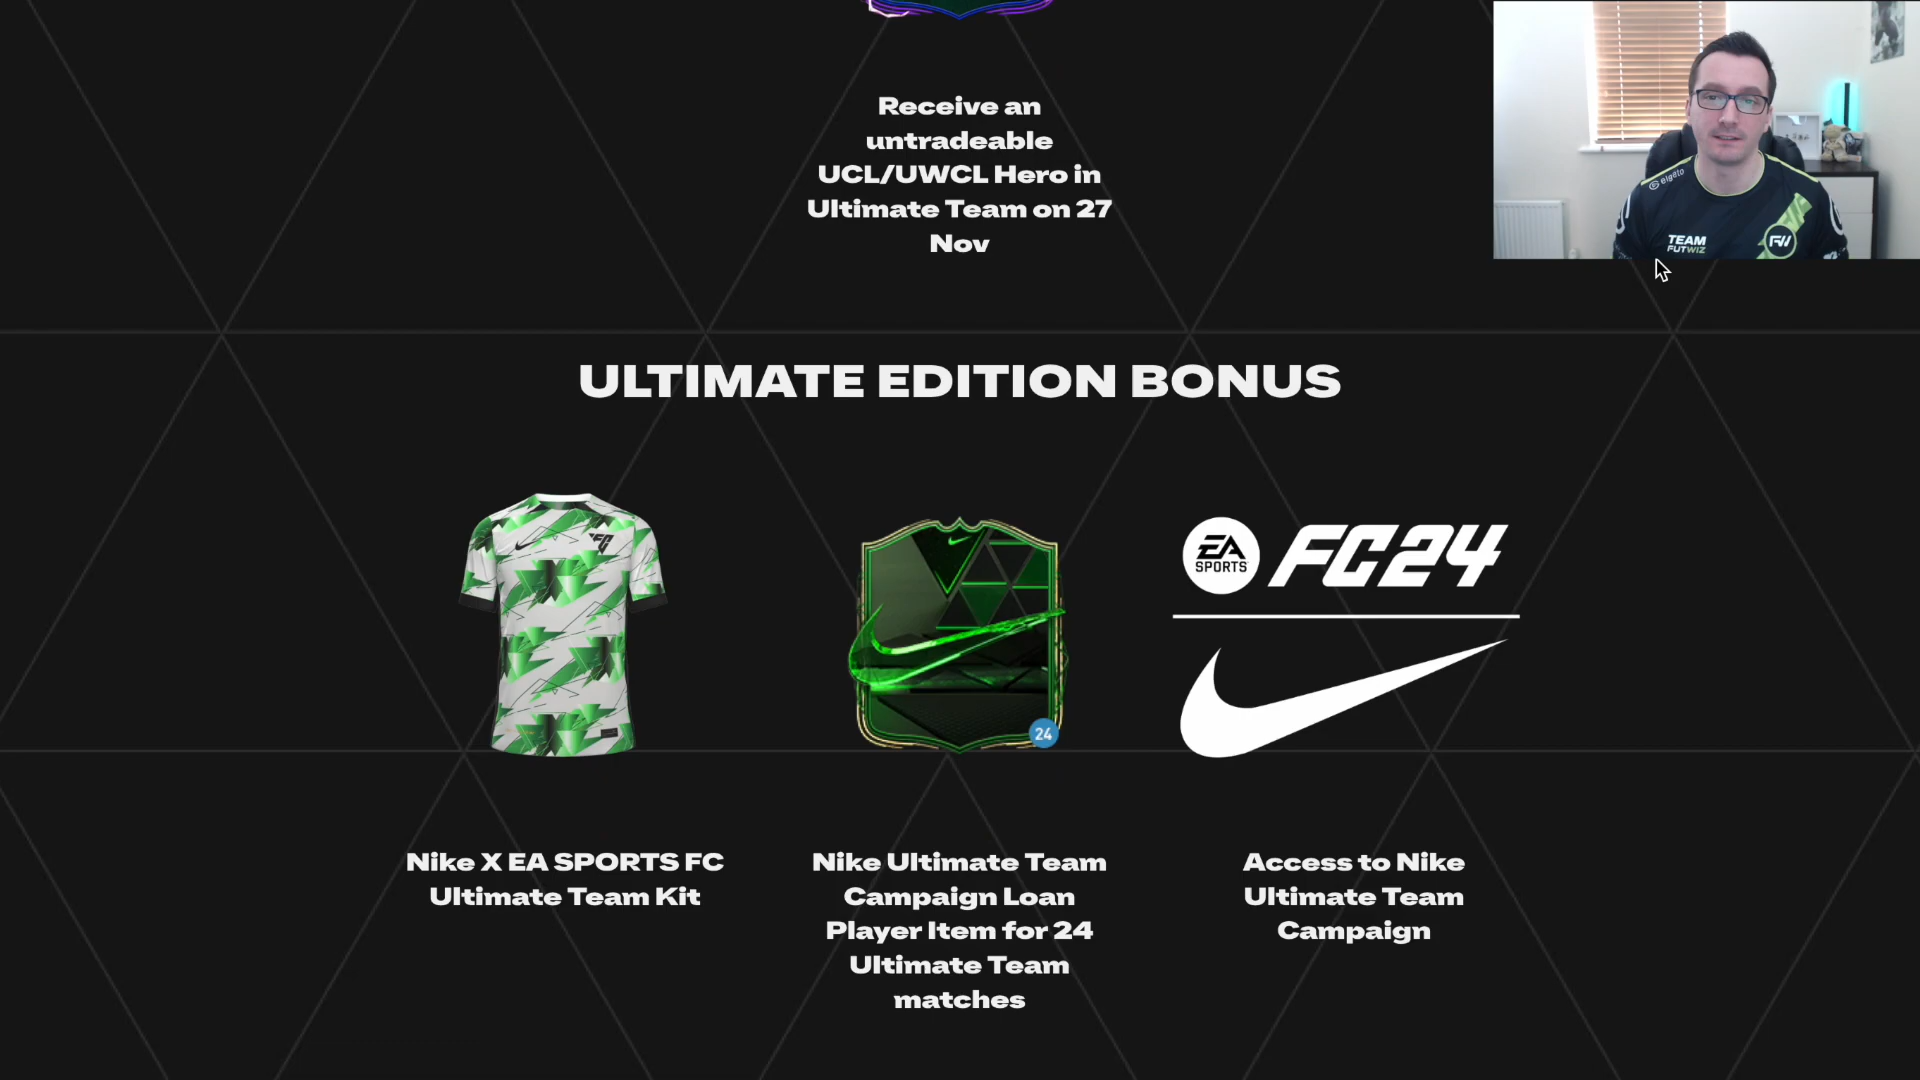 Receive an
untradeable
UCL/UWCL Hero in
Ultimate Team on 27
Nov
elgato
TEAM
FUTWIZ
FW
ULTIMATE EDITION BONUS
24
EA
SPORTS
FC24
Nike X EA SPORTS FC
Ultimate Team Kit
Nike Ultimate Team
Campaign Loan
Player Item for 24
Ultimate Team
matches
Access to Nike
Ultimate Team
Campaign